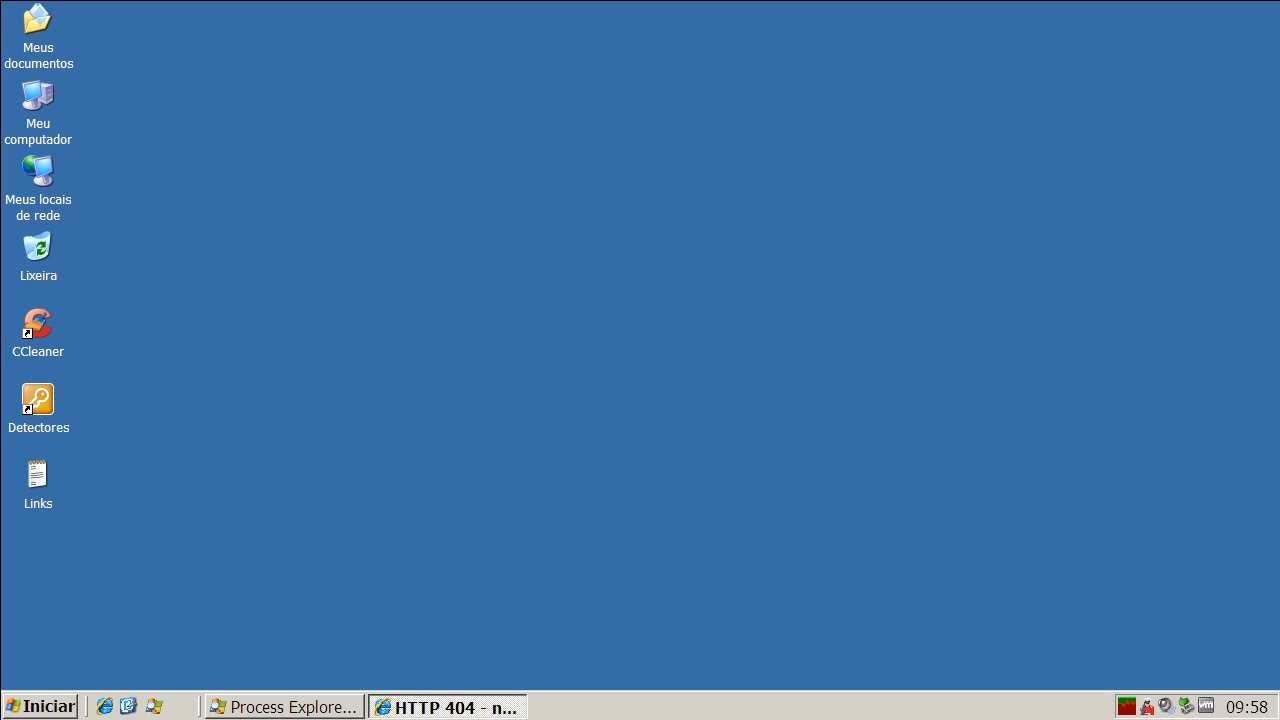 Meus
documentos
Meu
computador
Meus locais
de rede
Lixeira
CCleaner
Detectores
Links
Iniciar
Process Explore...
HTTP 404 - n...
vm
09:58